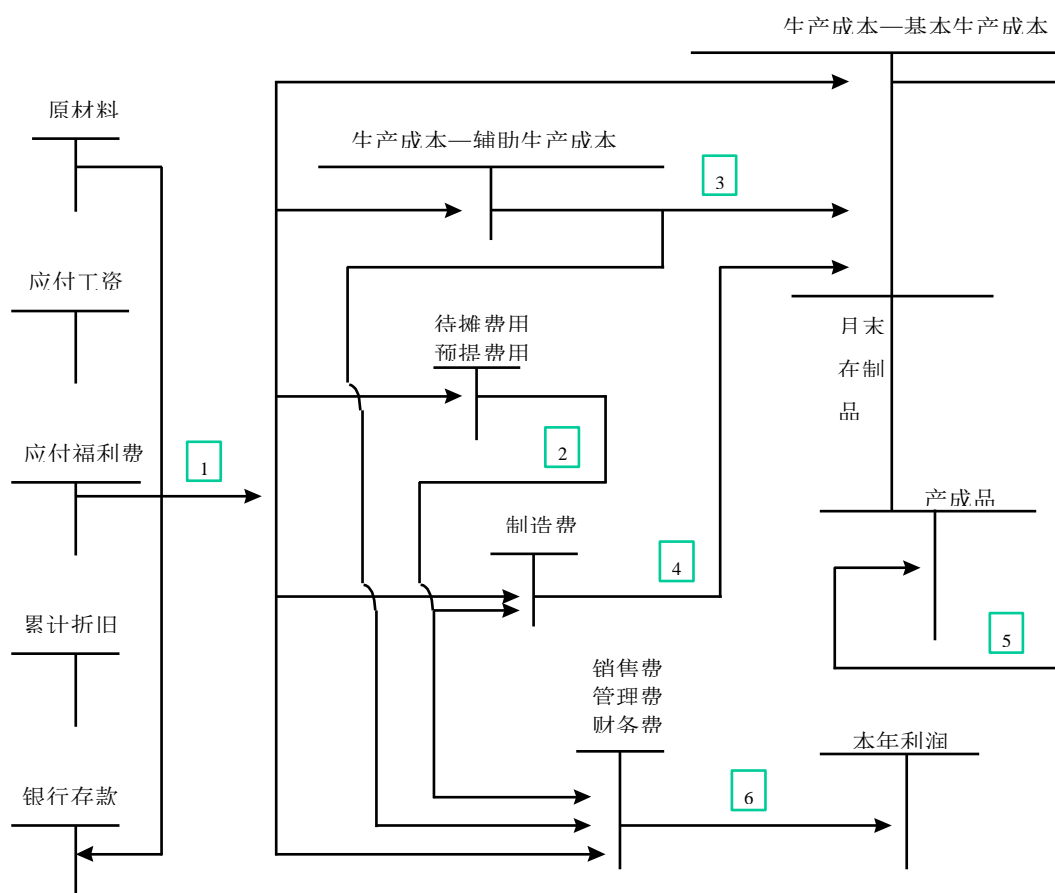 生产成本—基本生产成本
原材料
生产成本—辅助生产成本
3
应付工资
待摊费用
预提费用
月末
在制
品
2
应付福利费
1
产成品
制造费
4
累计折旧
5
销售费
管理费
财务费
本年利润
银行存款
6